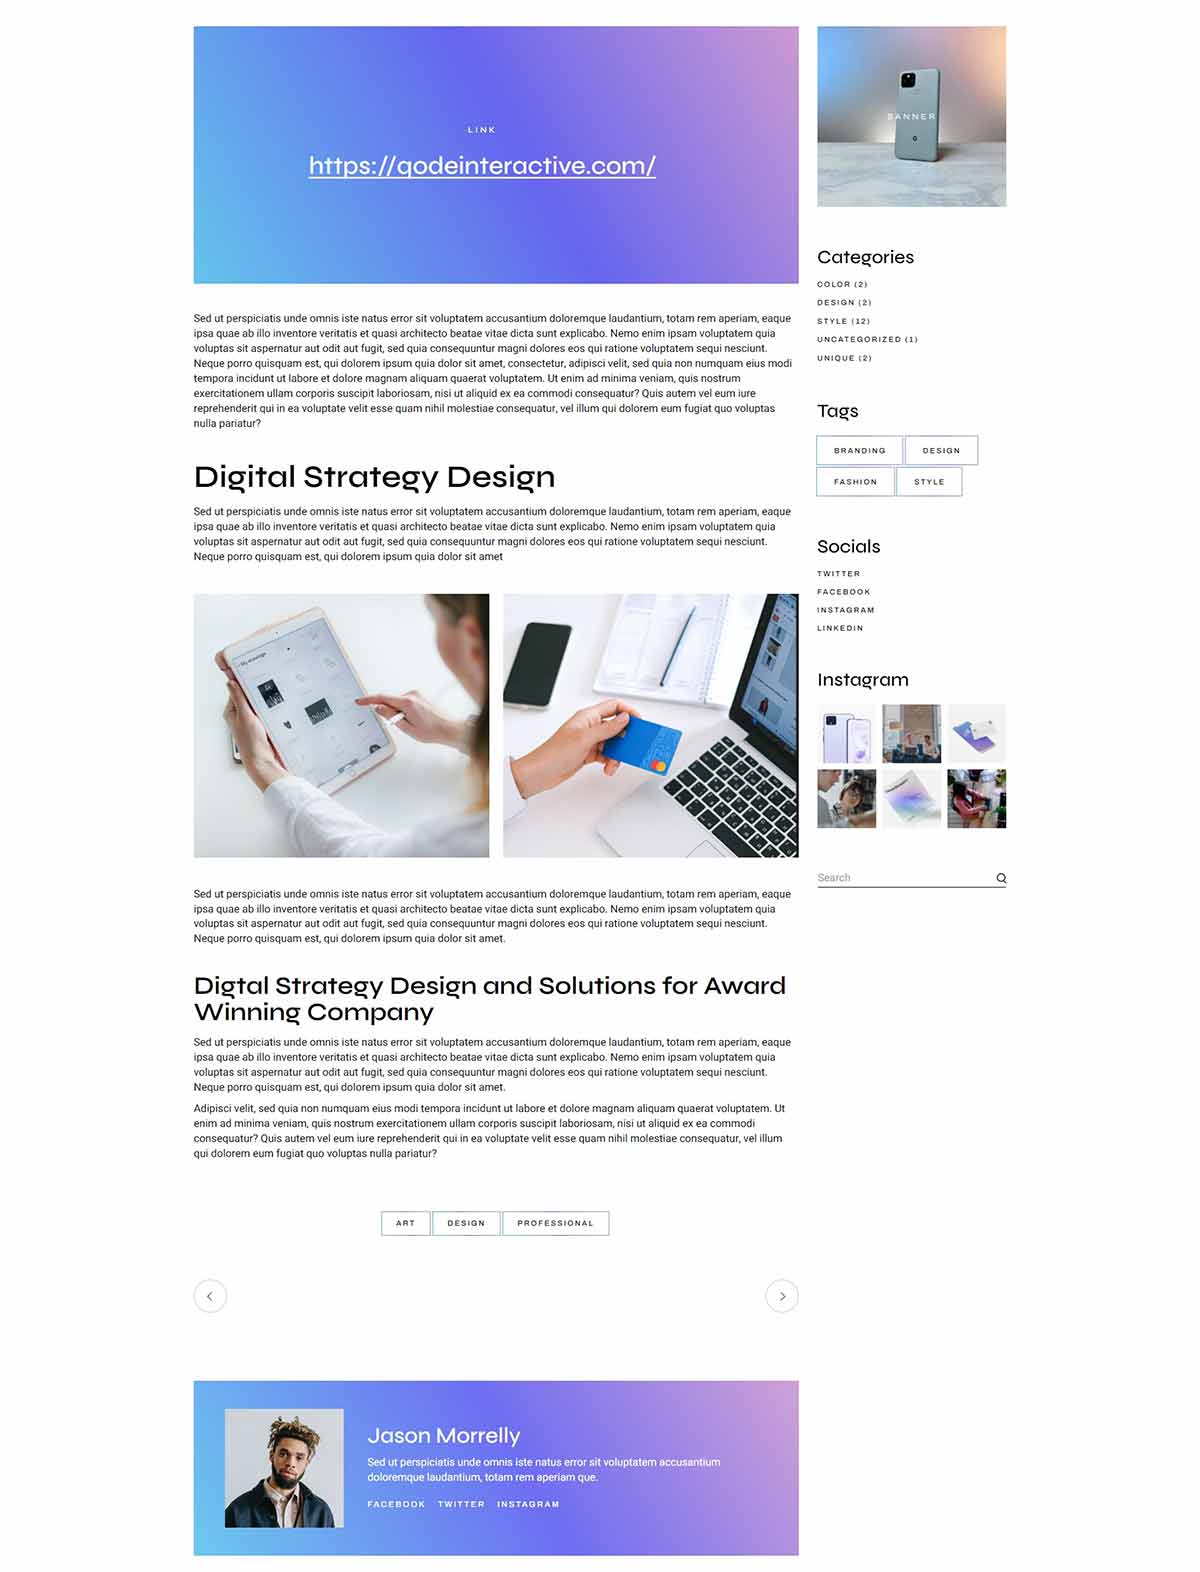 LINK
https://qodeinteractive.com/
Sed ut perspiciatis unde omnis iste natus error sit voluptatem accusantium doloremque laudantium, totam rem aperiam, eaque
ipsa quae ab illo inventore veritatis et quasi architecto beatae vitae dicta sunt explicabo. Nemo enim ipsam voluptatem quia
voluptas sit aspernatur aut odit aut fugit, sed quia consequuntur magni dolores eos qui ratione voluptatem sequi nesciunt.
Neque porro quisquam est, qui dolorem ipsum quia dolor sit amet, consectetur, adipisci velit, sed quia non numquam eius modi
tempora incidunt ut labore et dolore magnam aliquam quaerat voluptatem. Ut enim ad minima veniam, quis nostrum
exercitationem ullam corporis suscipit laboriosam, nisi ut aliquid ex ea commodi consequatur? Quis autem vel eum iure
reprehenderit qui in ea voluptate velit esse quam nihil molestiae consequatur, vel illum qui dolorem eum fugiat quo voluptas
nulla pariatur?
Digital Strategy Design
Sed ut perspiciatis unde omnis iste natus error sit voluptatem accusantium doloremque laudantium, totam rem aperiam, eaque
ipsa quae ab illo inventore veritatis et quasi architecto beatae vitae dicta sunt explicabo. Nemo enim ipsam voluptatem quia
voluptas sit aspernatur aut odit aut fugit, sed quia consequuntur magni dolores eos qui ratione voluptatem sequi nesciunt.
Neque porro quisquam est, qui dolorem ipsum quia dolor sit amet
Sed ut perspiciatis unde omnis iste natus error sit voluptatem accusantium doloremque laudantium, totam rem aperiam, eaque
ipsa quae ab illo inventore veritatis et quasi architecto beatae vitae dicta sunt explicabo. Nemo enim ipsam voluptatem quia
voluptas sit aspernatur aut odit aut fugit, sed quia consequuntur magni dolores eos qui ratione voluptatem sequi nesciunt.
Neque porro quisquam est, qui dolorem ipsum quia dolor sit amet.
Digtal Strategy Design and Solutions for Award
Winning Company
Sed ut perspiciatis unde omnis iste natus error sit voluptatem accusantium doloremque laudantium, totam rem aperiam, eaque
ipsa quae ab illo inventore veritatis et quasi architecto beatae vitae dicta sunt explicabo. Nemo enim ipsam voluptatem quia
voluptas sit aspernatur aut odit aut fugit, sed quia consequuntur magni dolores eos qui ratione voluptatem sequi nesciunt.
Neque porro quisquam est, qui dolorem ipsum quia dolor sit amet.
Adipisci velit, sed quia non numquam eius modi tempora incidunt ut labore et dolore magnam aliquam quaerat voluptatem. Ut
enim ad minima veniam, quis nostrum exercitationem ullam corporis suscipit laboriosam, nisi ut aliquid ex ea commodi
consequatur? Quis autem vel eum iure reprehenderit qui in ea voluptate velit esse quam nihil molestiae consequatur, vel illum
qui dolorem eum fugiat quo voluptas nulla pariatur?
ART DESIGN PROFESSIONAL
Jason Morrelly
Sed ut perspiciatis unde omnis iste natus error sit voluptatem accusantium
doloremque laudantium, totam rem aperiam que.
FACEBOOK TWITTER INSTAGRAM
BANNER
G
Categories
COLOR (2)
DESIGN (2)
STYLE (12)
UNCATEGORIZED (1)
UNIQUE (2)
Tags
BRANDING DESIGN
FASHION STYLE
Socials
TWITTER
FACEBOOK
INSTAGRAM
LINKEDIN
Instagram
Search